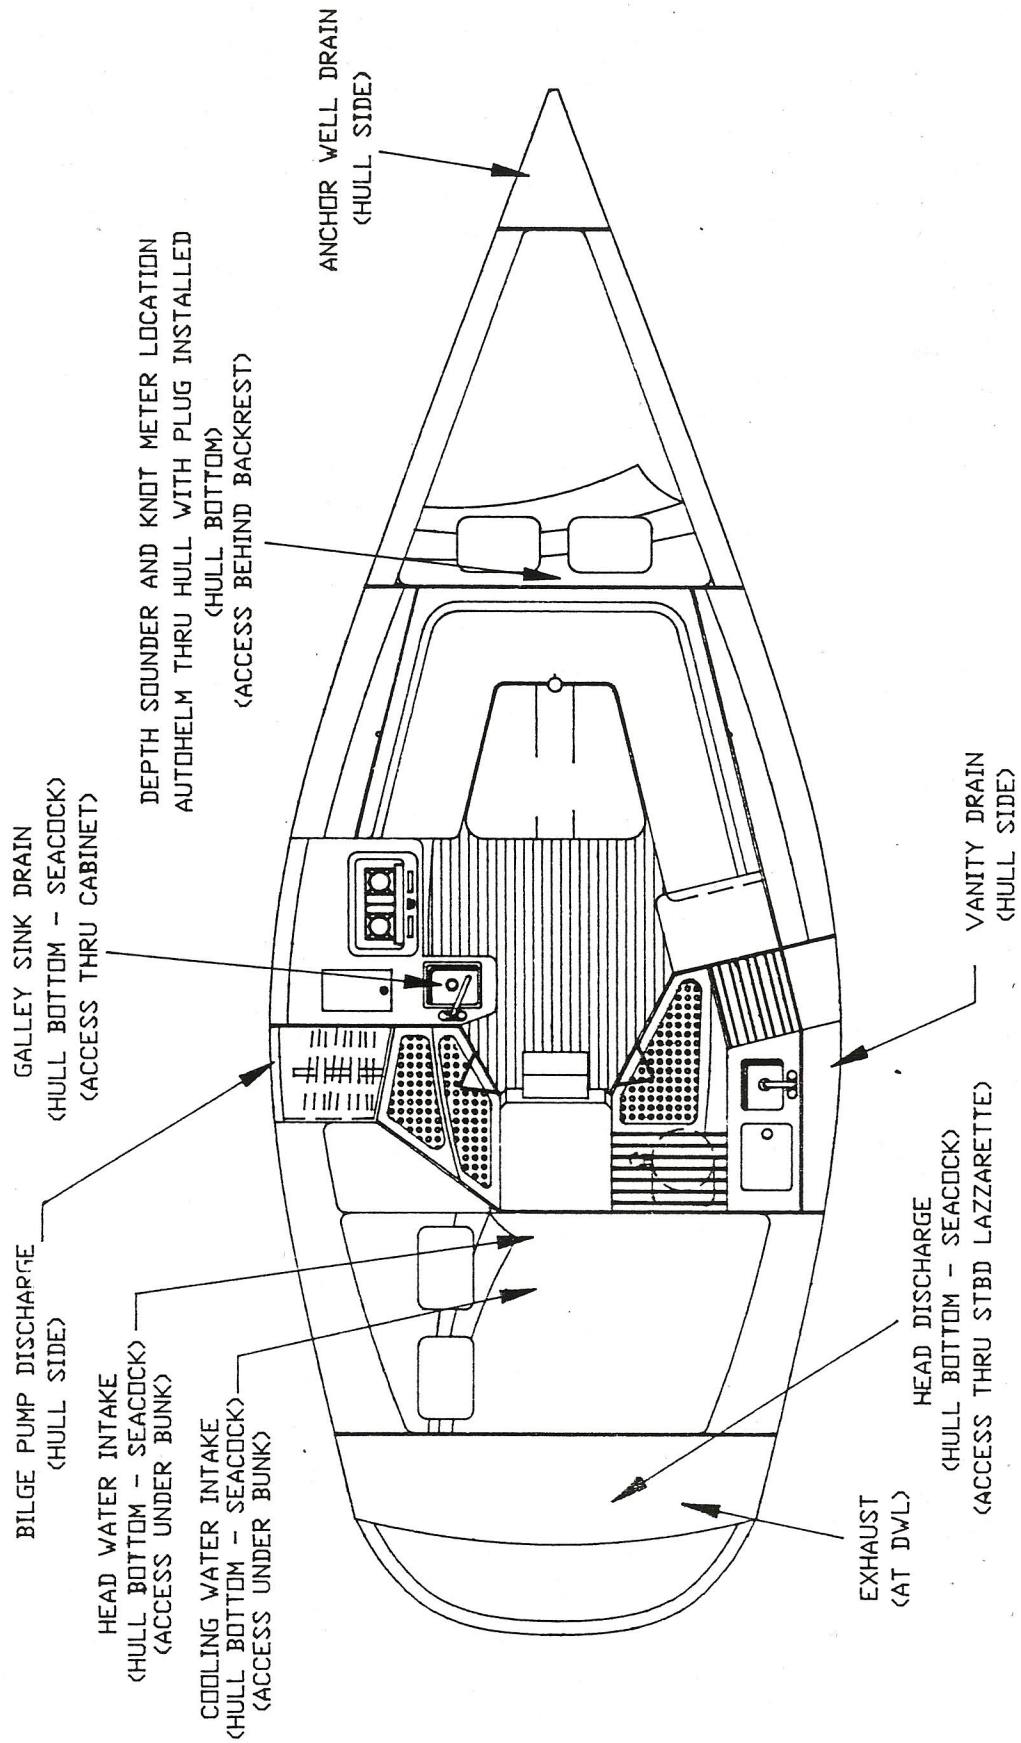 BILGE PUMP DISCHARGE
(HULL SIDE)
HEAD WATER INTAKE
(HULL BOTTOM - SEACOCK)
(ACCESS UNDER BUNK)
COOLING WATER INTAKE
(HULL BOTTOM - SEACOCK)
(ACCESS UNDER BUNK)
GALLEY SINK DRAIN
(HULL BOTTOM - SEACOCK)
(ACCESS THRU CABINET)
DEPTH SOUNDER AND KNOT METER LOCATION
AUTOHELM THRU HULL WITH PLUG INSTALLED
(HULL BOTTOM)
(ACCESS BEHIND BACKREST)
ANCHOR WELL DRAIN
(HULL SIDE)
EXHAUST
(AT DWL)
HEAD DISCHARGE
(HULL BOTTOM - SEACOCK)
(ACCESS THRU STBD LAZZARETTE)
VANITY DRAIN
(HULL SIDE)